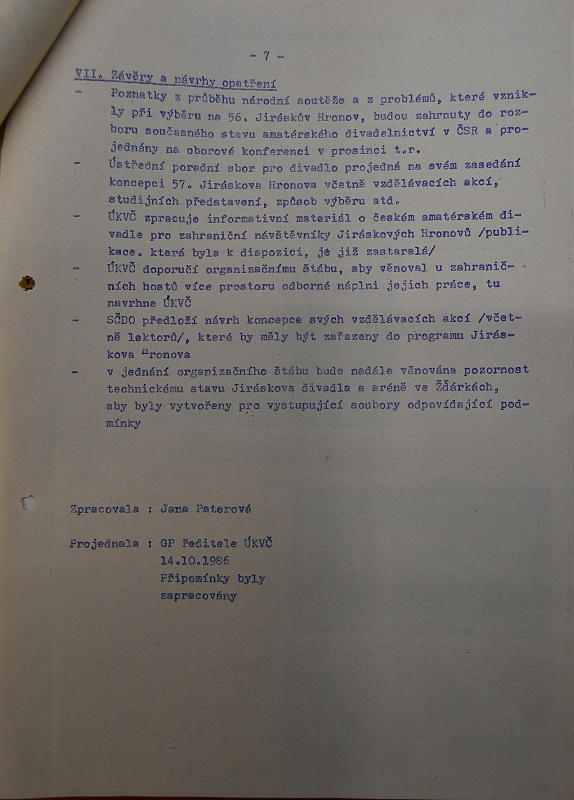 - 7 -
VII. Závěry a návrhy opatření
- Poznatky z průběhu národní soutěže a z problémů, které vznik-
ly při výběru na 56. Jiráskův Hronov, budou zahrnuty do roz-
boru současného stavu amatérského divadelnictví v ČSR a pro-
jednány na oborové konferenci v prosinci t.r.
- Ústřední poradní sbor pro divadlo projedná na svém zasedání
koncepci 57. Jiráskova Hronova včetně vzdělávacích akcí,
studijních představení, způsob výběru atd.
- ÚKVČ zpracuje informativní materiál o českém amatérském di-
vadle pro zahraniční návštěvníky Jiráskových Hronovů /publi-
kace. která byla k dispozici, je již zastaralá/
- ÚKVČ doporučí organizačnímu štábu, aby věnoval u zahranič-
ních hostů více prostoru odborné náplni jejich práce, tu
navrhne ÚKVČ
- SČDO předloží návrh koncepce svých vzdělávacích akcí /včet-
ně lektorů/, které by měly být zařazeny do programu Jirás-
kova Hronova
- v jednání organizačního štábu bude nadále věnována pozornost
technickému stavu Jiráskova divadla a aréně ve Žďárkách,
aby byly vytvořeny pro vystupující soubory odpovídající pod-
mínky
Zpracovala : Jana Paterová
Projednala : GP ředitele ÚKVČ
14.10.1986
Připomínky byly
zapracovány